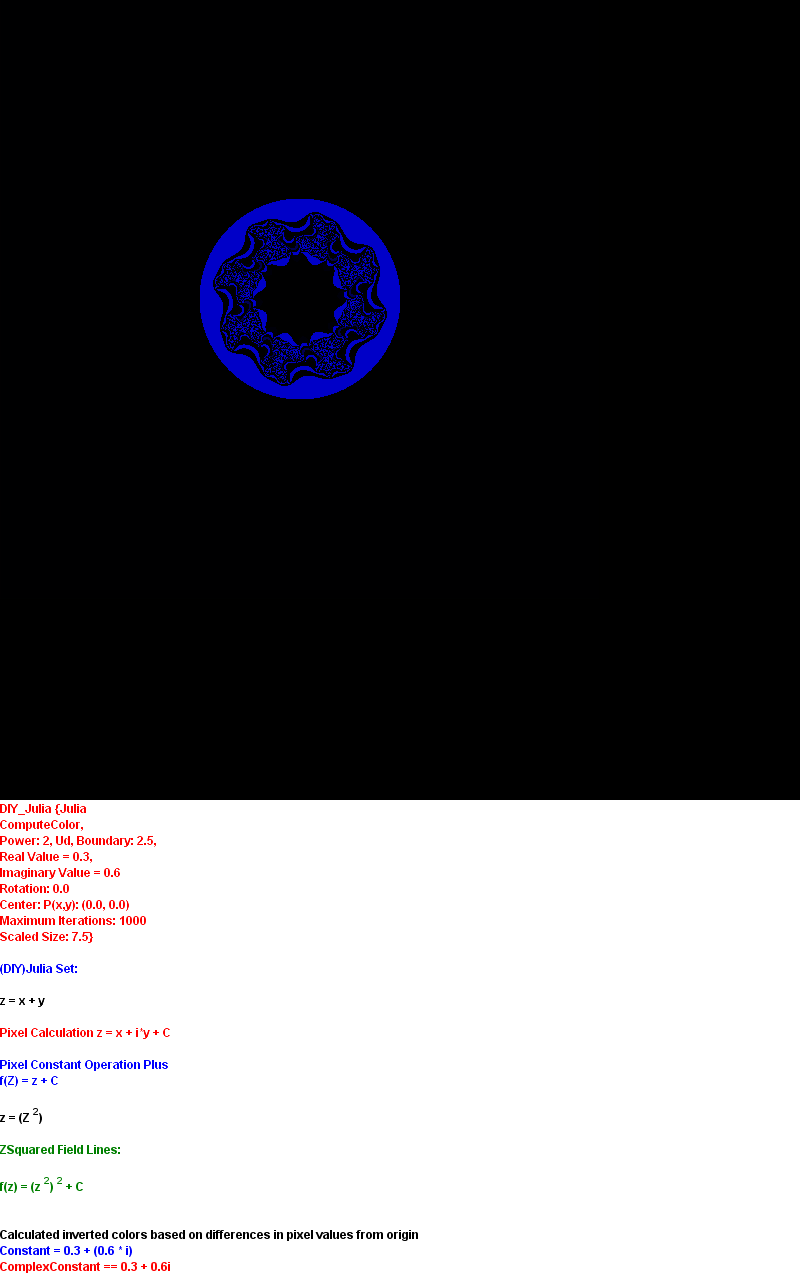 DIY_Julia {Julia
ComputeColor,
Power: 2, Ud, Boundary: 2.5,
Real Value = 0.3,
Imaginary Value = 0.6
Rotation: 0.0
Center: P(x,y): (0.0, 0.0)
Maximum Iterations: 1000
Scaled Size: 7.5}
(DIY)Julia Set:
z = x + y
Pixel Calculation z = x + i*y + C
Pixel Constant Operation Plus
f(Z) = z + C
z = (Z ²)
ZSquared Field Lines:
f(z) = (z ²) ² + C
Calculated inverted colors based on differences in pixel values from origin
Constant = 0.3 + (0.6 * i)
ComplexConstant == 0.3 + 0.6i